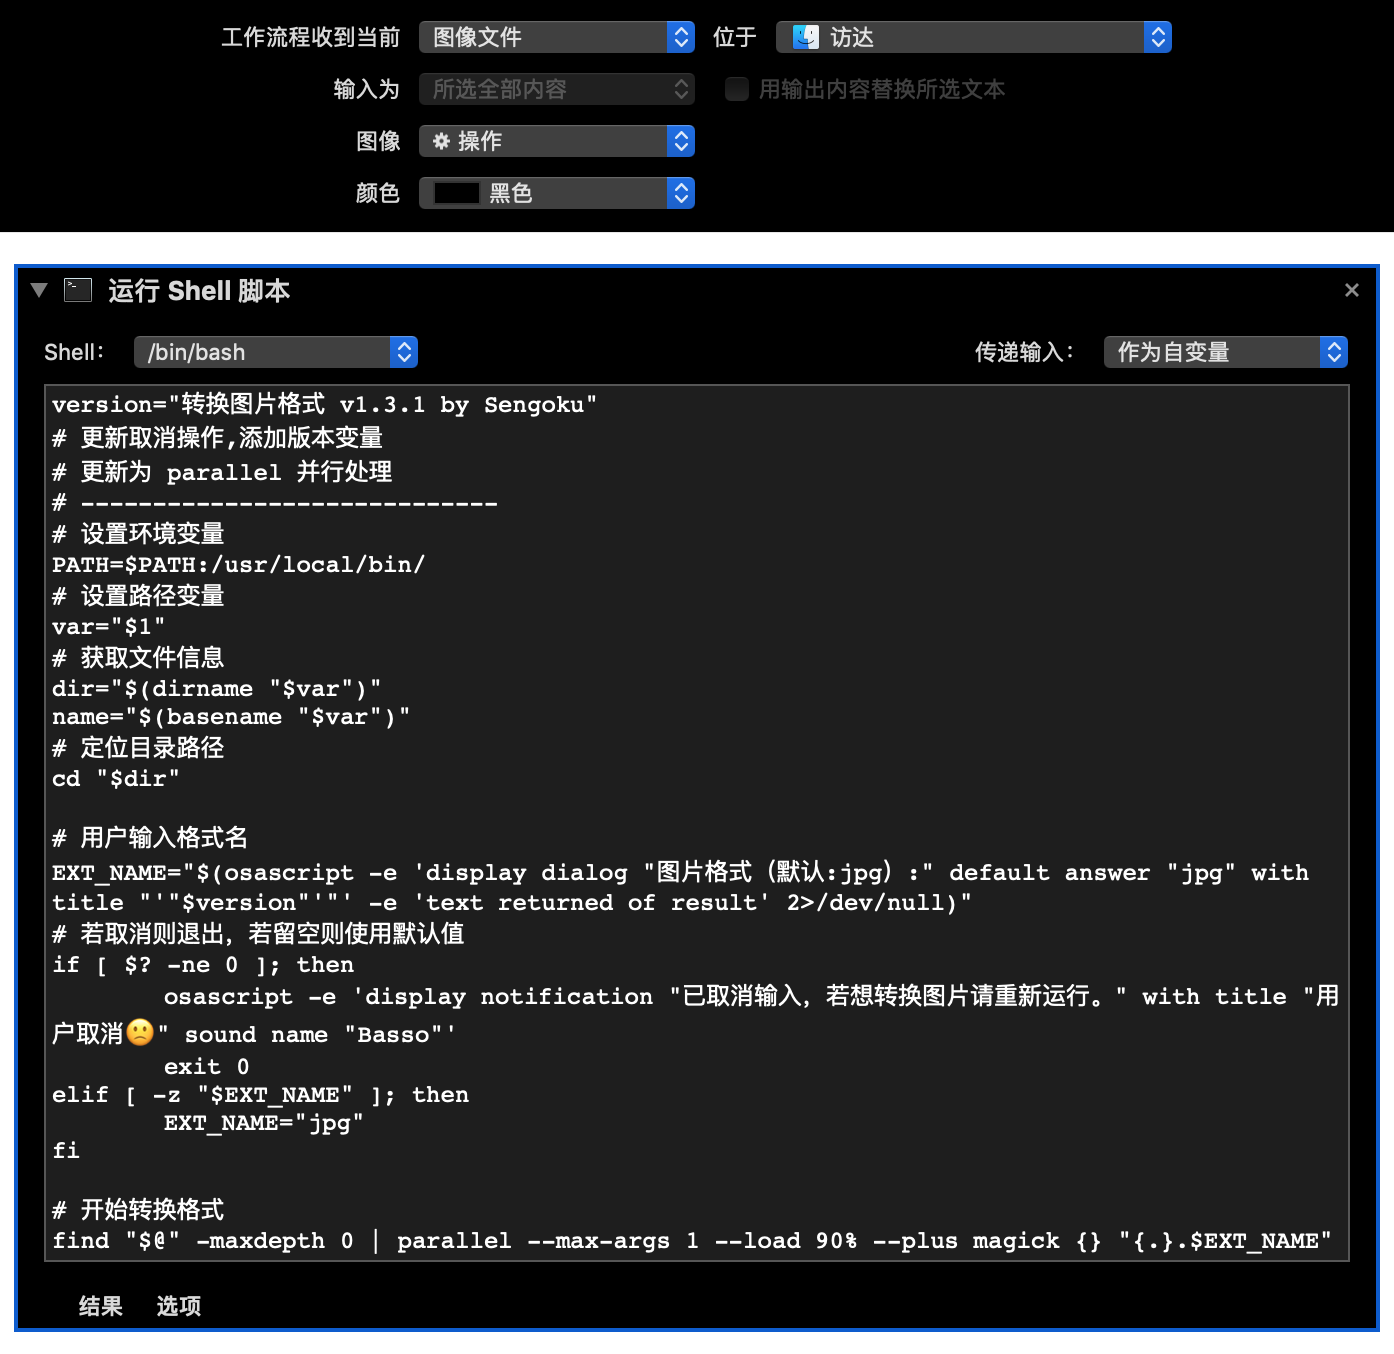 工作流程收到当前 图像文件 位于 访达
输入为 所选全部内容 用输出内容替换所选文本
图像 操作
颜色 黑色
运行 Shell 脚本
Shell: /bin/bash 传递输入: 作为自变量
version="转换图片格式 v1.3.1 by Sengoku"
# 更新取消操作,添加版本变量
# 更新为 parallel 并行处理
# -----------------------------
# 设置环境变量
PATH=$PATH:/usr/local/bin/
# 设置路径变量
var="$1"
# 获取文件信息
dir="$(dirname "$var")"
name="$(basename "$var")"
# 定位目录路径
cd "$dir"
# 用户输入格式名
EXT_NAME="$(osascript -e 'display dialog "图片格式（默认:jpg）:" default answer "jpg" with
title "'"$version"'"' -e 'text returned of result' 2>/dev/null)"
# 若取消则退出，若留空则使用默认值
if [ $? -ne 0 ]; then
osascript -e 'display notification "已取消输入，若想转换图片请重新运行。" with title "用
户取消🙁" sound name "Basso"'
exit 0
elif [ -z "$EXT_NAME" ]; then
EXT_NAME="jpg"
fi
# 开始转换格式
find "$@" -maxdepth 0 | parallel --max-args 1 --load 90% --plus magick {} "{.}.$EXT_NAME"
结果 选项